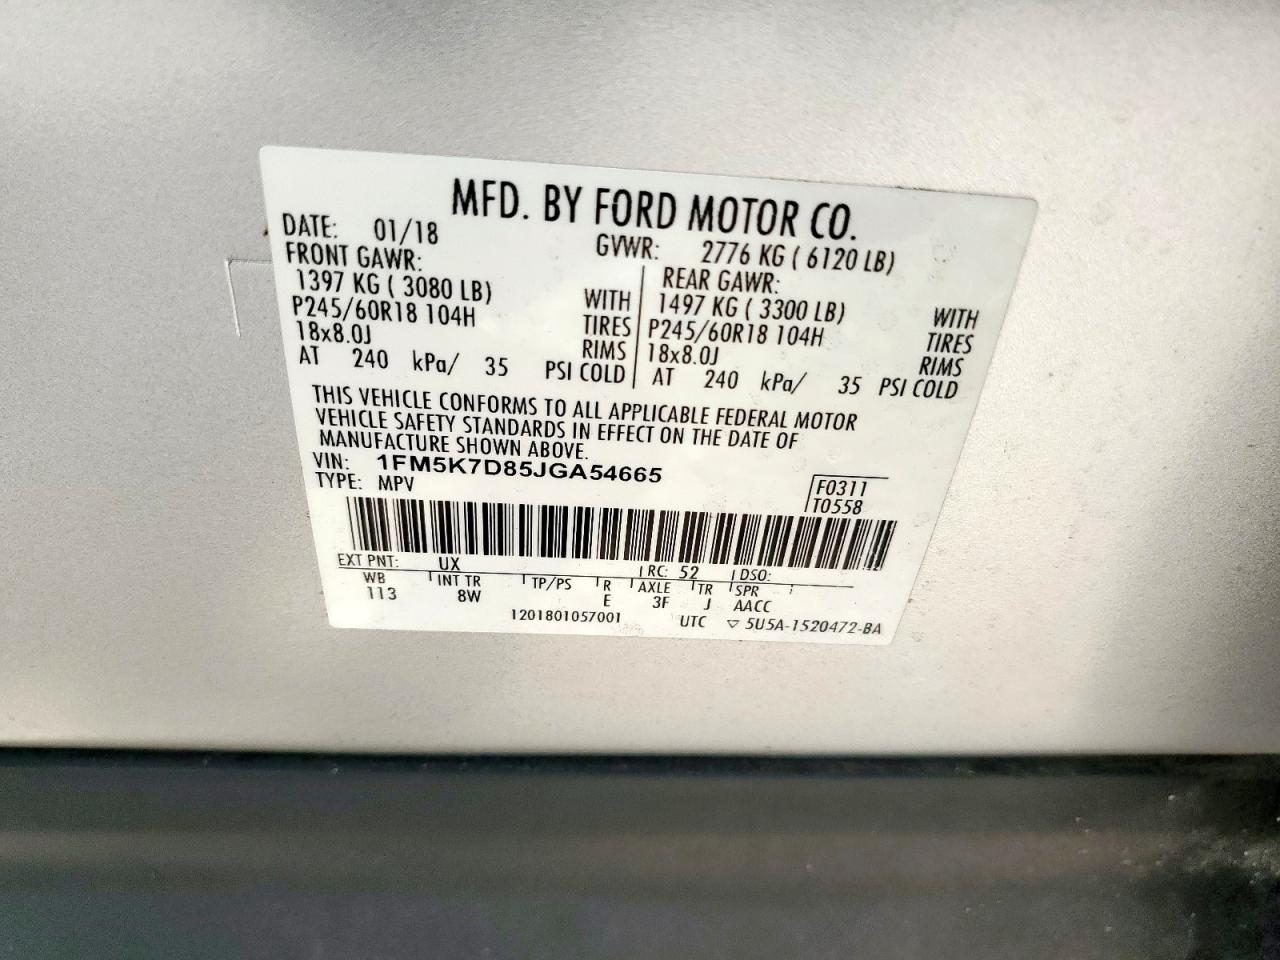 MFD. BY FORD MOTOR CO.
DATE: 01/18 GVWR: 2776 KG ( 6120 LB)
FRONT GAWR: REAR GAWR:
1397 KG ( 3080 LB) WITH 1497 KG ( 3300 LB) WITH
P245/60R18 104H TIRES P245/60R18 104H TIRES
18x8.0J RIMS 18x8.0J RIMS
AT 240 kPa/ 35 PSI COLD AT 240 kPa/ 35 PSI COLD
THIS VEHICLE CONFORMS TO ALL APPLICABLE FEDERAL MOTOR
VEHICLE SAFETY STANDARDS IN EFFECT ON THE DATE OF
MANUFACTURE SHOWN ABOVE.
VIN: 1FM5K7D85JGA54665
TYPE: MPV F0311
T0558
EXT PNT: UX RC: 52 DSO:
WB INT TR TP/PS R AXLE TR SPR
113 8W E 3F J AACC
1201801057001 UTC ▽ 5U5A-1520472-BA